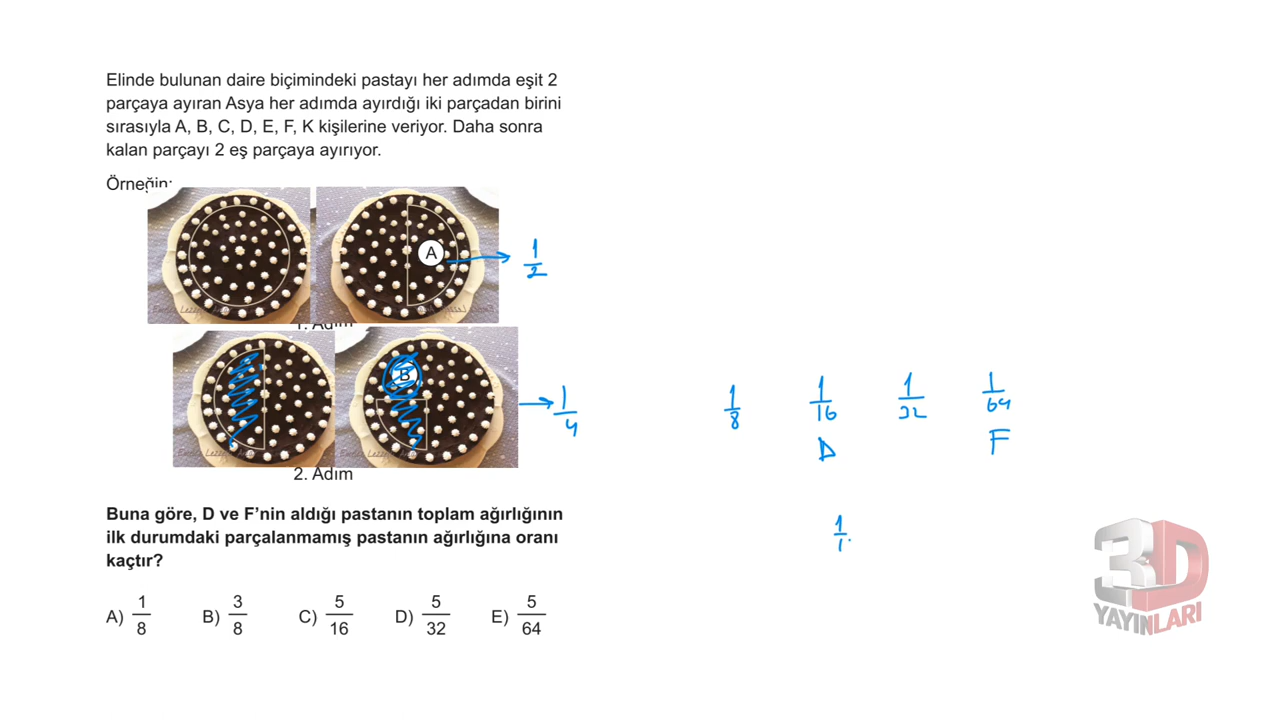 Elinde bulunan daire biçimindeki pastayı her adımda eşit 2
parçaya ayıran Asya her adımda ayırdığı iki parçadan birini
sırasıyla A, B, C, D, E, F, K kişilerine veriyor. Daha sonra
kalan parçayı 2 eş parçaya ayırıyor.
Örneğin:
A
1/2
1. Adım
B
1/4
2. Adım
1/8 1/16 1/32 1/64
D F
1/1
Buna göre, D ve F'nin aldığı pastanın toplam ağırlığının
ilk durumdaki parçalanmamış pastanın ağırlığına oranı
kaçtır?
A) 1/8 B) 3/8 C) 5/16 D) 5/32 E) 5/64
3D
YAYINLARI